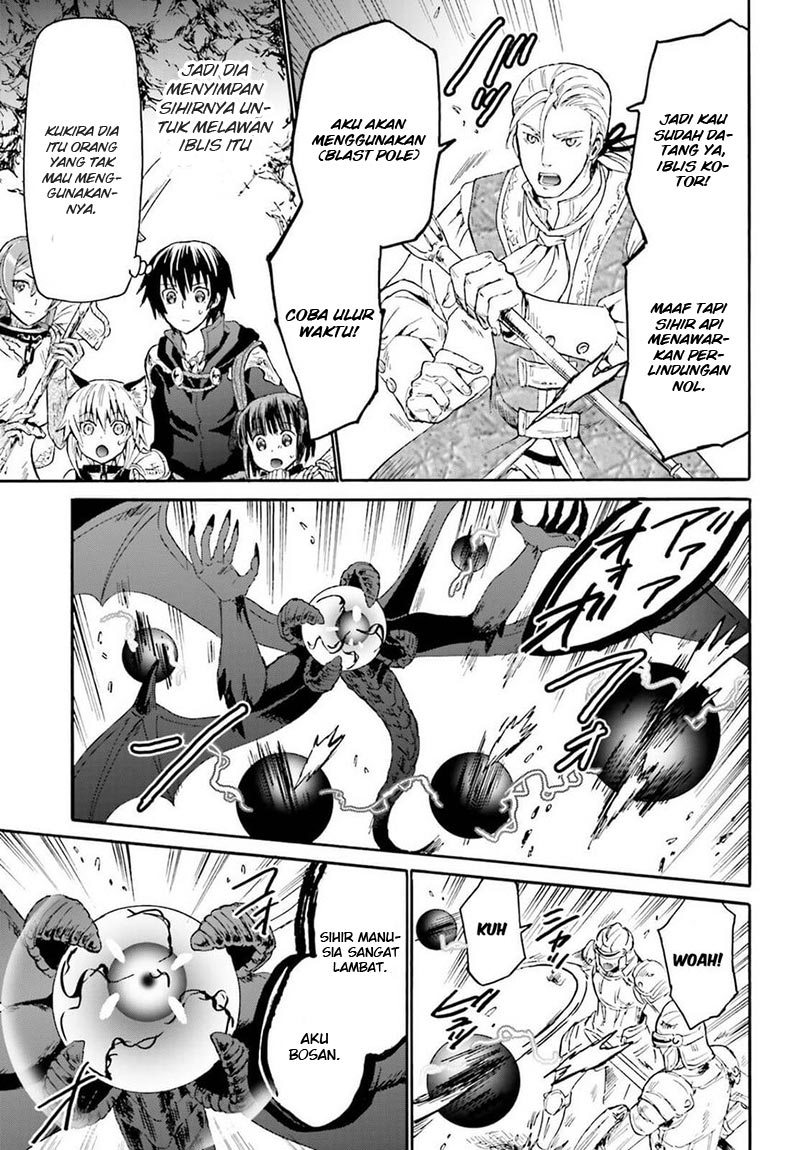 JADI KAU
SUDAH DA-
TANG YA,
IBLIS KO-
TOR!
MAAF TAPI
SIHIR API
MENAWAR-
KAN PER-
LINDUNGAN
NOL.
AKU AKAN
MENGGUNAKAN
(BLAST POLE)
COBA ULUR
WAKTU!
JADI DIA
MENYIMPAN
SIHIRNYA UN-
TUK MELAWAN
IBLIS ITU
KUKIRA DIA
ITU ORANG
YANG TAK
MAU MENG-
GUNAKAN-
NYA.
WOAH!
KUH
SIHIR MANU-
SIA SANGAT
LAMBAT.
AKU
BOSAN.